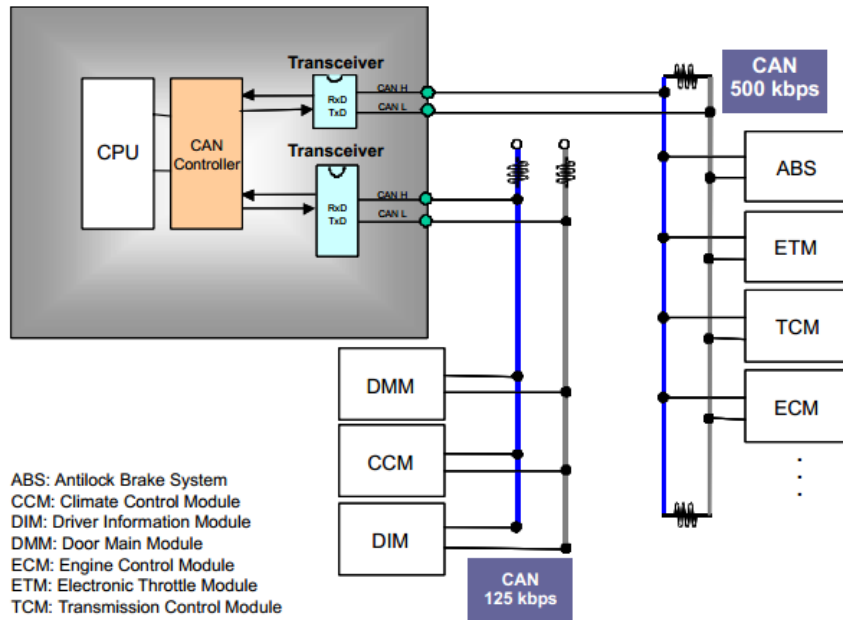 Transceiver
CAN
500 kbps
CAN H
CAN L
RxD
TxD
CPU
CAN
Controller
Transceiver
CAN H
CAN L
RxD
TxD
ABS
ETM
TCM
ECM
DMM
CCM
DIM
ABS: Antilock Brake System
CCM: Climate Control Module
DIM: Driver Information Module
DMM: Door Main Module
ECM: Engine Control Module
ETM: Electronic Throttle Module
TCM: Transmission Control Module
CAN
125 kbps